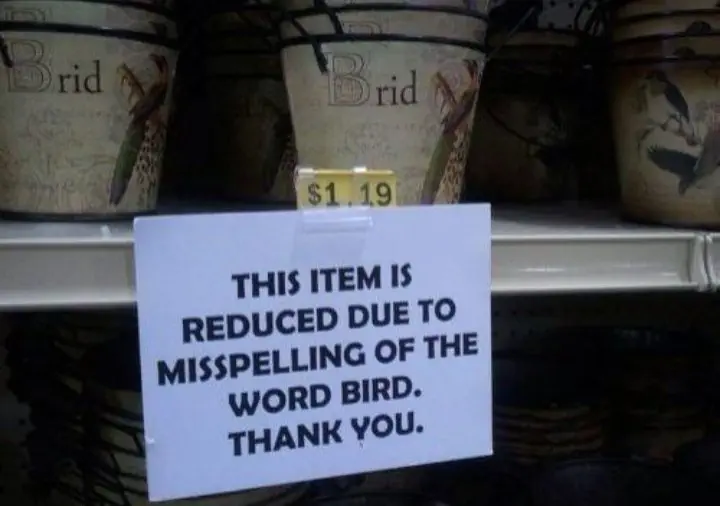 Brid
Brid
$1.19
THIS ITEM IS
REDUCED DUE TO
MISSPELLING OF THE
WORD BIRD.
THANK YOU.